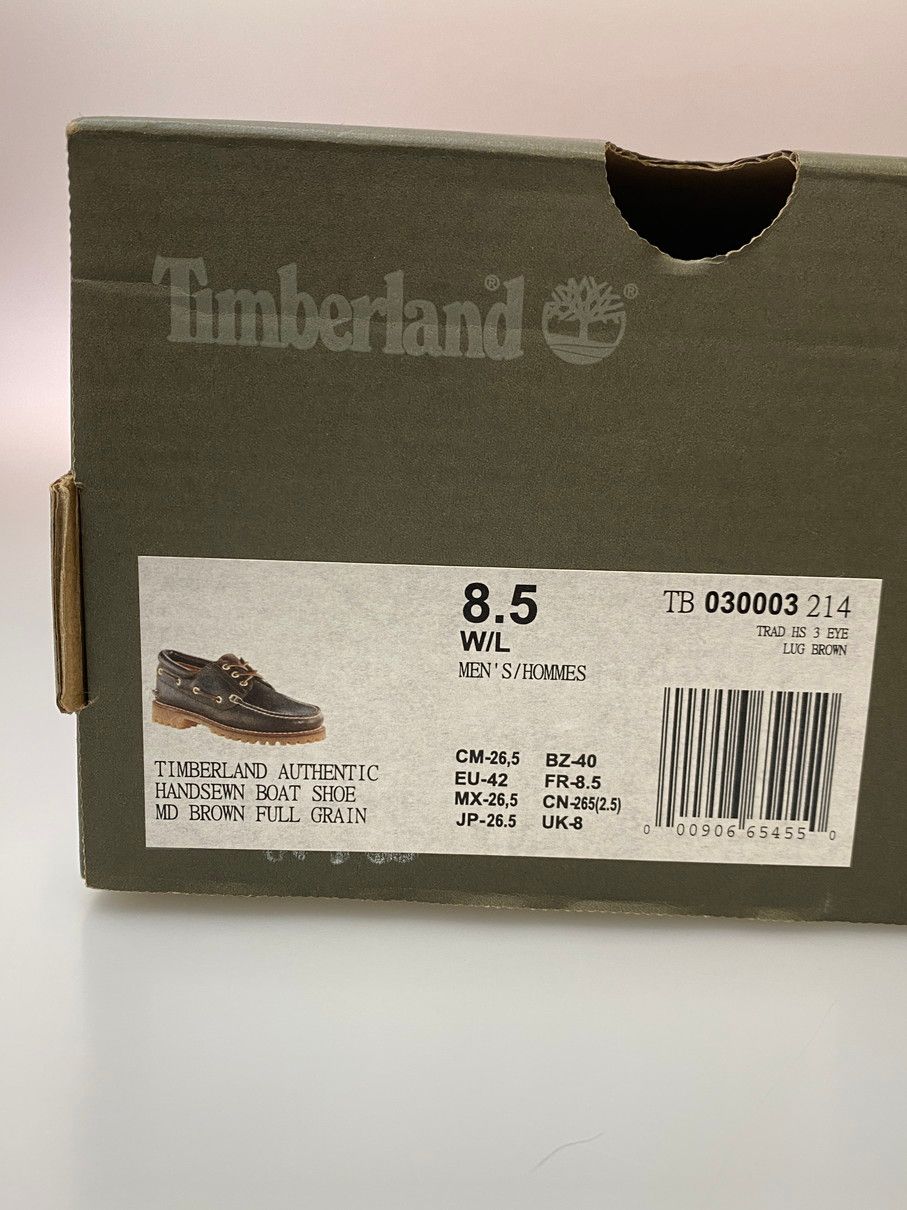 Timberland® ®
8.5
W/L
MEN'S/HOMMES
TB 030003 214
TRAD HS 3 EYE
LUG BROWN
TIMBERLAND AUTHENTIC
HANDSEWN BOAT SHOE
MD BROWN FULL GRAIN
CM-26,5 BZ-40
EU-42 FR-8.5
MX-26,5 CN-265(2.5)
JP-26.5 UK-8
0 00906 65455 0